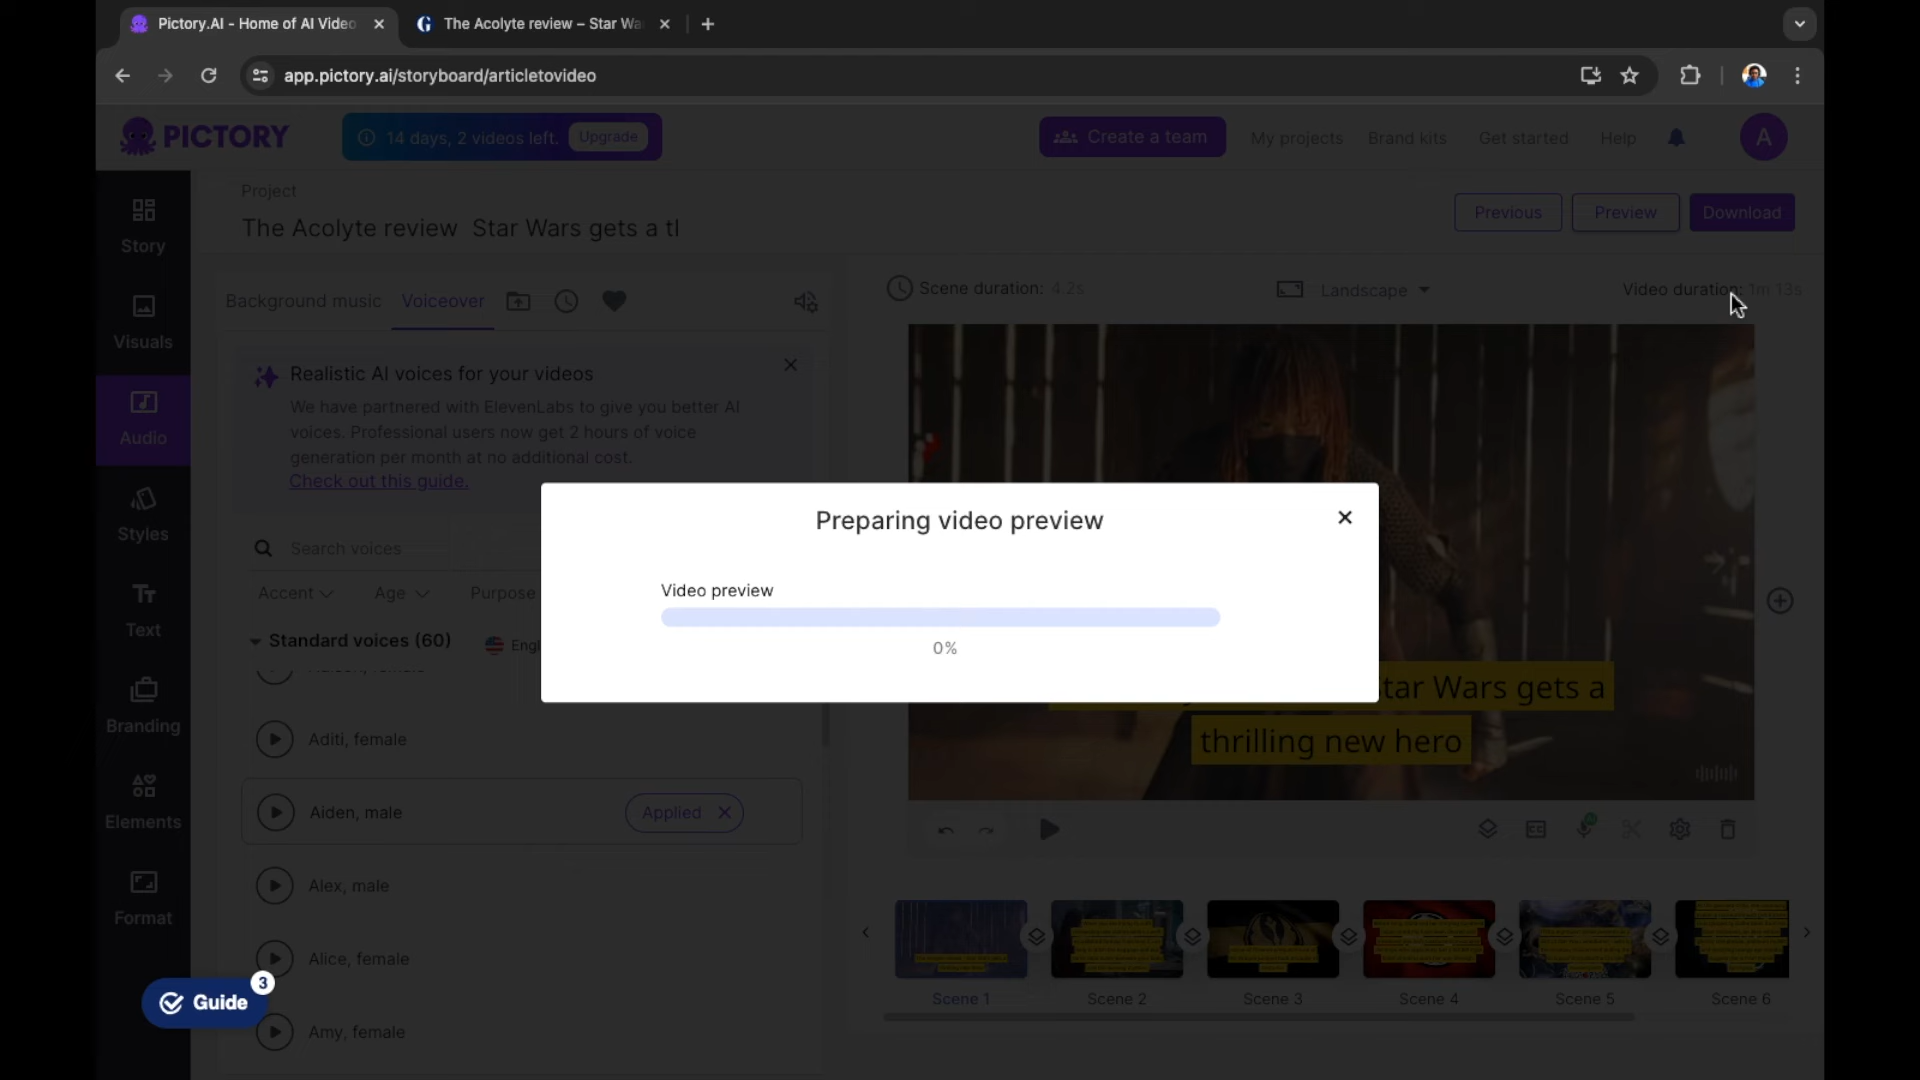 Pictory.AI - Home of AI Video
The Acolyte review – Star Wa
app.pictory.ai/storyboard/articletovideo
PICTORY
14 days, 2 videos left.
Upgrade
Create a team
My projects
Brand kits
Get started
Help
A
Project
The Acolyte review Star Wars gets a tl
Previous
Preview
Download
Story
Visuals
Audio
Styles
Text
Branding
Elements
Format
Background music
Voiceover
Realistic AI voices for your videos
We have partnered with ElevenLabs to give you better AI
voices. Professional users now get 2 hours of voice
generation per month at no additional cost.
Check out this guide.
Search voices
Accent
Age
Purpose
Standard voices (60)
Engl
Aditi, female
Aiden, male
Applied
Alex, male
Alice, female
Amy, female
Guide
3
Scene duration: 4.2s
Landscape
Video duration: 1m 13s
Preparing video preview
Video preview
0%
tar Wars gets a
thrilling new hero
Scene 1
Scene 2
Scene 3
Scene 4
Scene 5
Scene 6